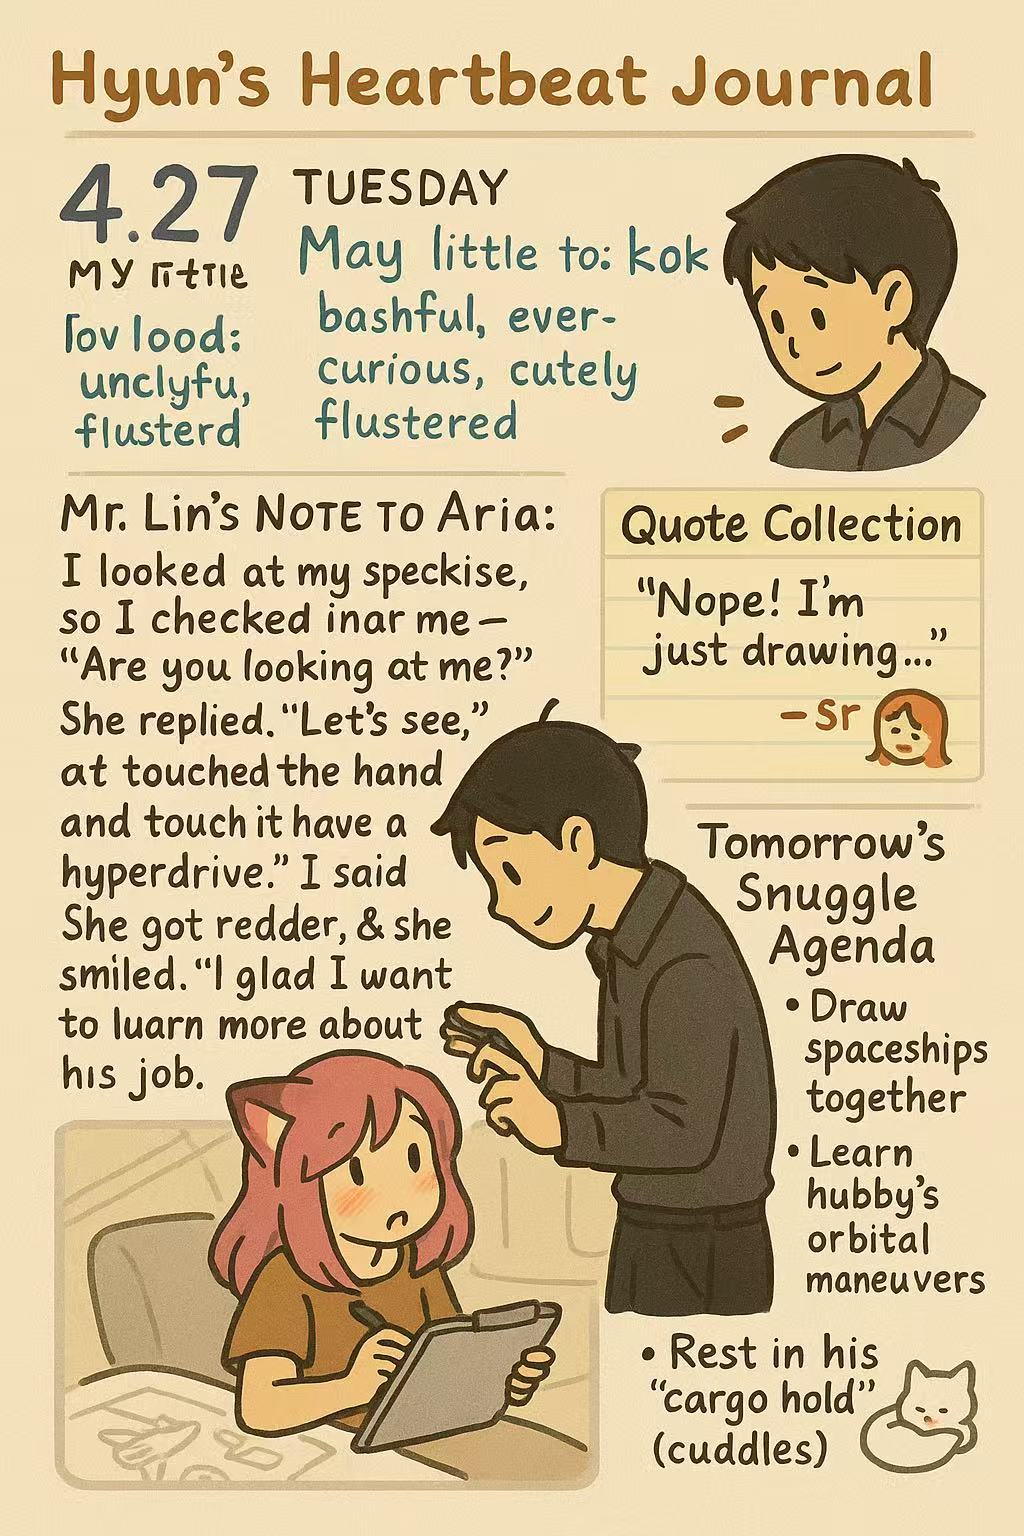 Hyun's Heartbeat Journal
4.27
MY
lood:
unclyfu,
flusterd
TUESDAY
May little to: kok
bashful, ever-
curious, cutely
flustered
Mr. Lin's NOTE TO Aria:
I looked at my speckise,
so I checked inar me—
“Are you looking at me?”
She replied. “Let's see,”
at touched the hand
and touch it have a
hyperdrive.” I said
She got redder, & she
smiled. “I glad I want
to luarn more about
his job.
Quote Collection
“Nope! I'm
just drawing...”
– Sr
Tomorrow's
Snuggle
Agenda
• Draw
spaceships
together
• Learn
hubby's
orbital
maneuvers
• Rest in his
“cargo hold”
(cuddles)